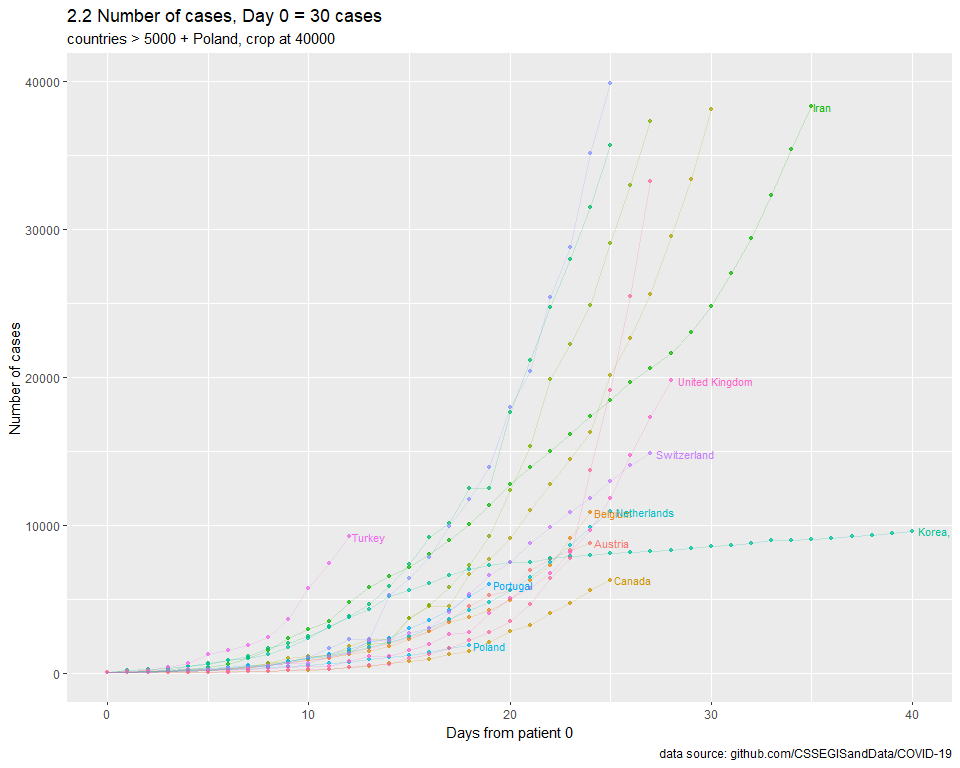 2.2 Number of cases, Day 0 = 30 cases
countries > 5000 + Poland, crop at 40000
40000
30000
20000
10000
0
Number of cases
Iran
United Kingdom
Switzerland
Belgium
Netherlands
Turkey
Korea,
Austria
Portugal
Canada
Poland
0 10 20 30 40
Days from patient 0
data source: github.com/CSSEGISandData/COVID-19